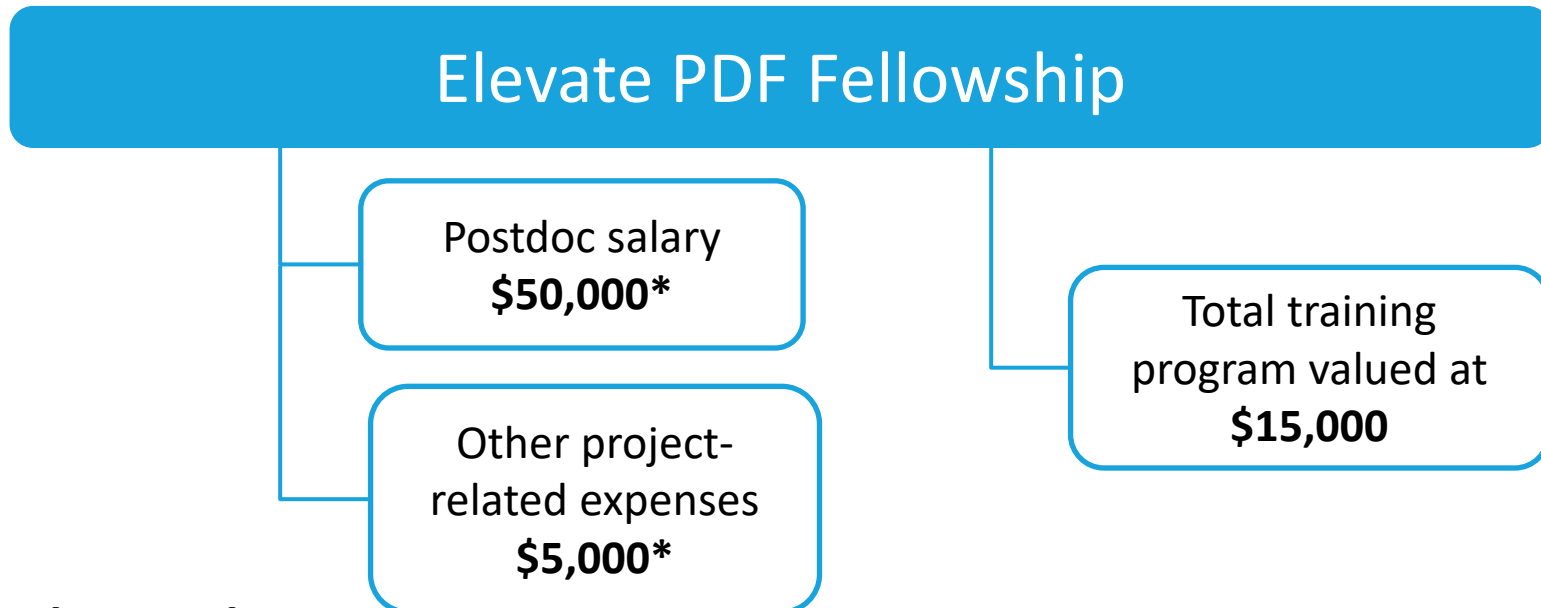 Elevate PDF Fellowship
Postdoc salary
$50,000*
Other project-
related expenses
$5,000*
Total training
program valued at
$15,000